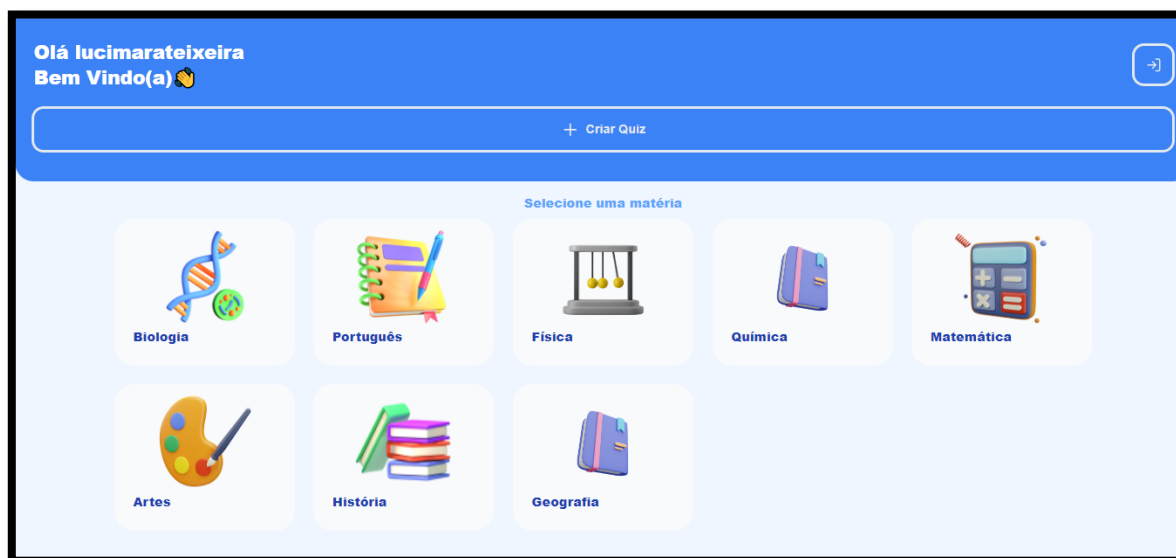 Olá lucimarateixeira
Bem Vindo(a)👋
+ Criar Quiz
Selecione uma matéria
Biologia
Português
Física
Química
Matemática
Artes
História
Geografia